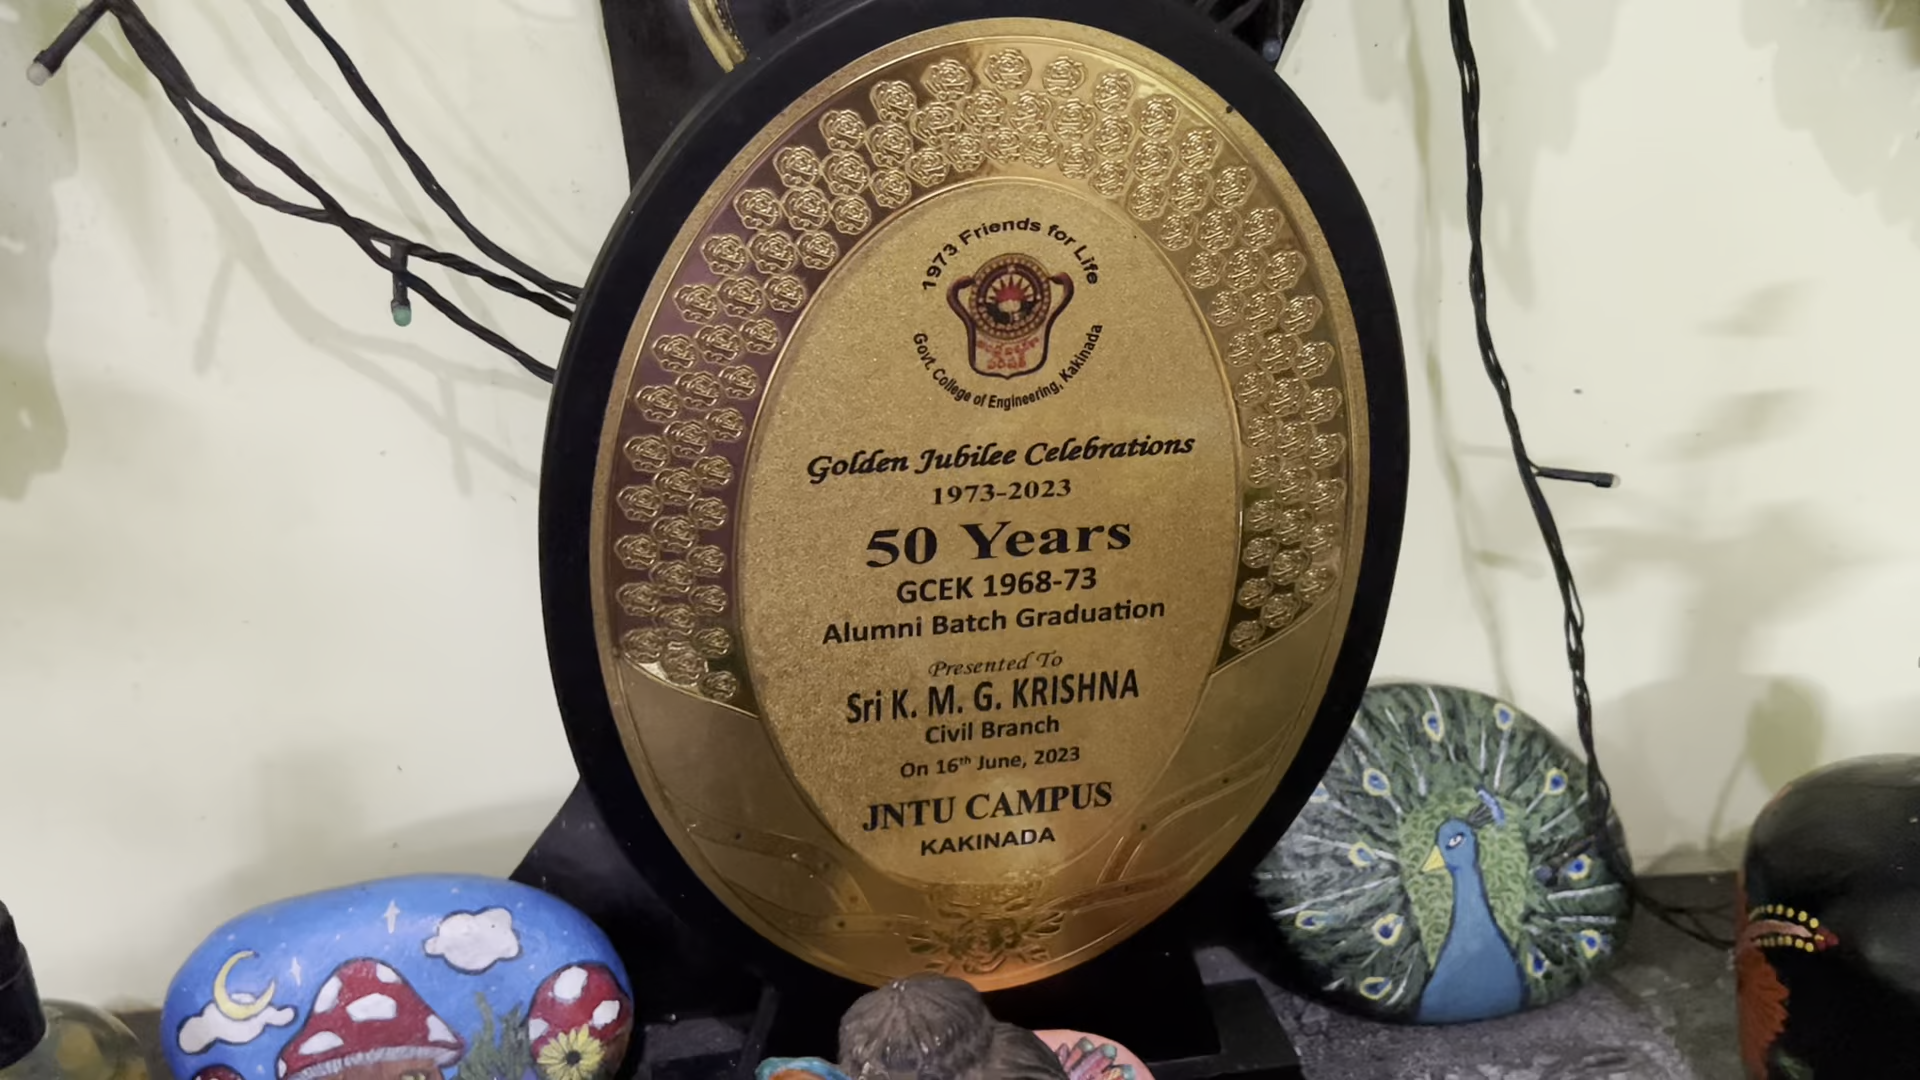 1973 Friends for Life
Govt. College of Engineering, Kakinada
Golden Jubilee Celebrations
1973-2023
50 Years
GCEK 1968-73
Alumni Batch Graduation
Presented To
Sri K. M. G. KRISHNA
Civil Branch
On 16th June, 2023
JNTU CAMPUS
KAKINADA